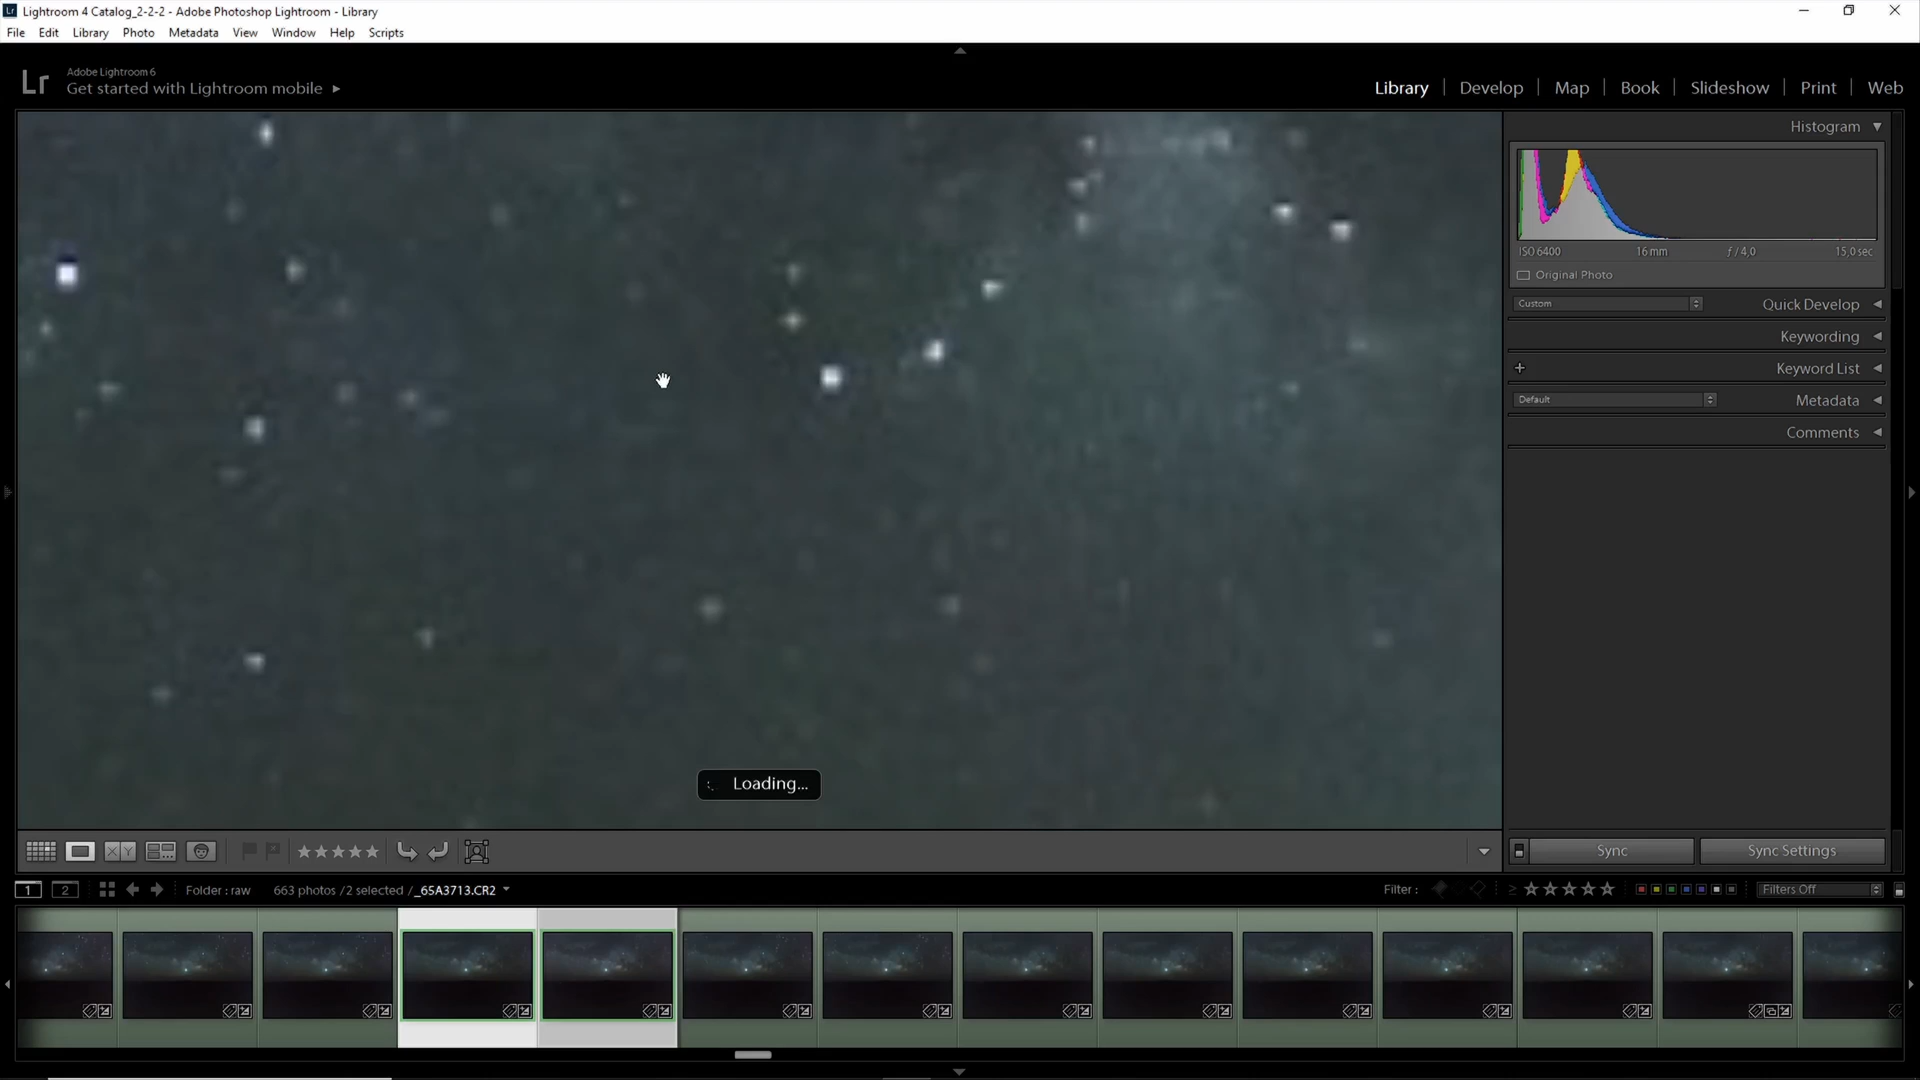 Lightroom 4 Catalog_2-2-2 - Adobe Photoshop Lightroom - Library
File Edit Library Photo Metadata View Window Help Scripts
Lr
Adobe Lightroom 6
Get started with Lightroom mobile
Library Develop Map Book Slideshow Print Web
Histogram
ISO 6400 16 mm ƒ / 4,0 15,0 sec
Original Photo
Custom Quick Develop
Keywording
Keyword List
Default Metadata
Comments
Loading...
X Y
Sync Sync Settings
1 2 Folder : raw 663 photos / 2 selected / _65A3713.CR2 Filter : ≥ Filters Off